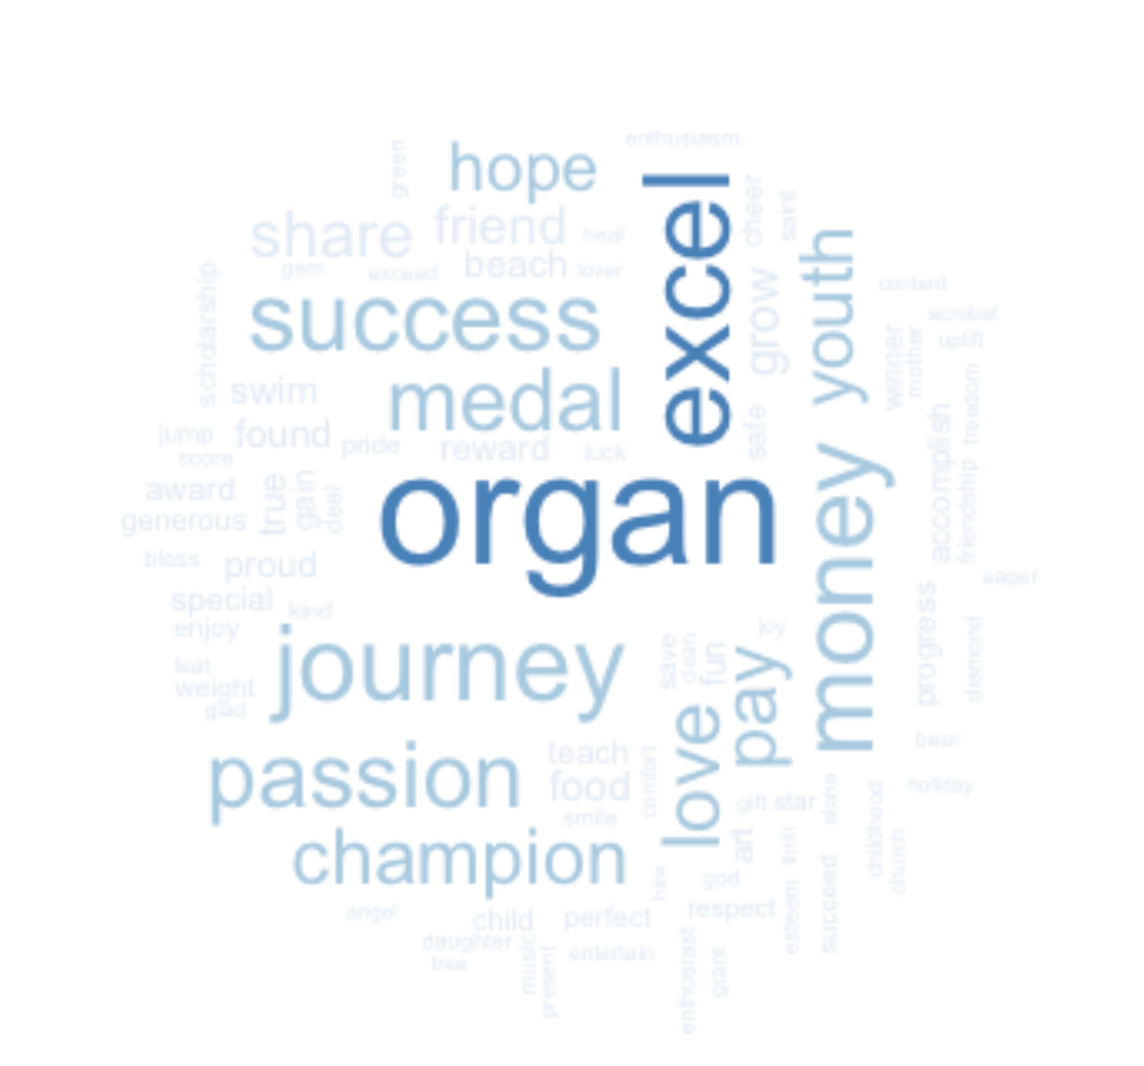 enthusiasm
green
hope
excel
cheer
saint
share
friend
heal
youth
gem
exceed
beach
lover
scholarship
grow
content
success
acrobat
winner
mother
uplift
medal
swim
freedom
safe
accomplish
jump
found
pride
reward
luck
score
money
friendship
organ
award
true
gain
deal
generous
bless
proud
eager
special
kind
progress
enjoy
joy
diamond
journey
save
clean
fun
pay
feat
weight
glad
love
beer
passion
teach
comfort
food
holiday
smile
gift
star
aloha
childhood
champion
art
thrill
church
hire
god
succeed
esteem
angel
child
perfect
respect
daughter
tree
music
present
entertain
enthusiast
grant